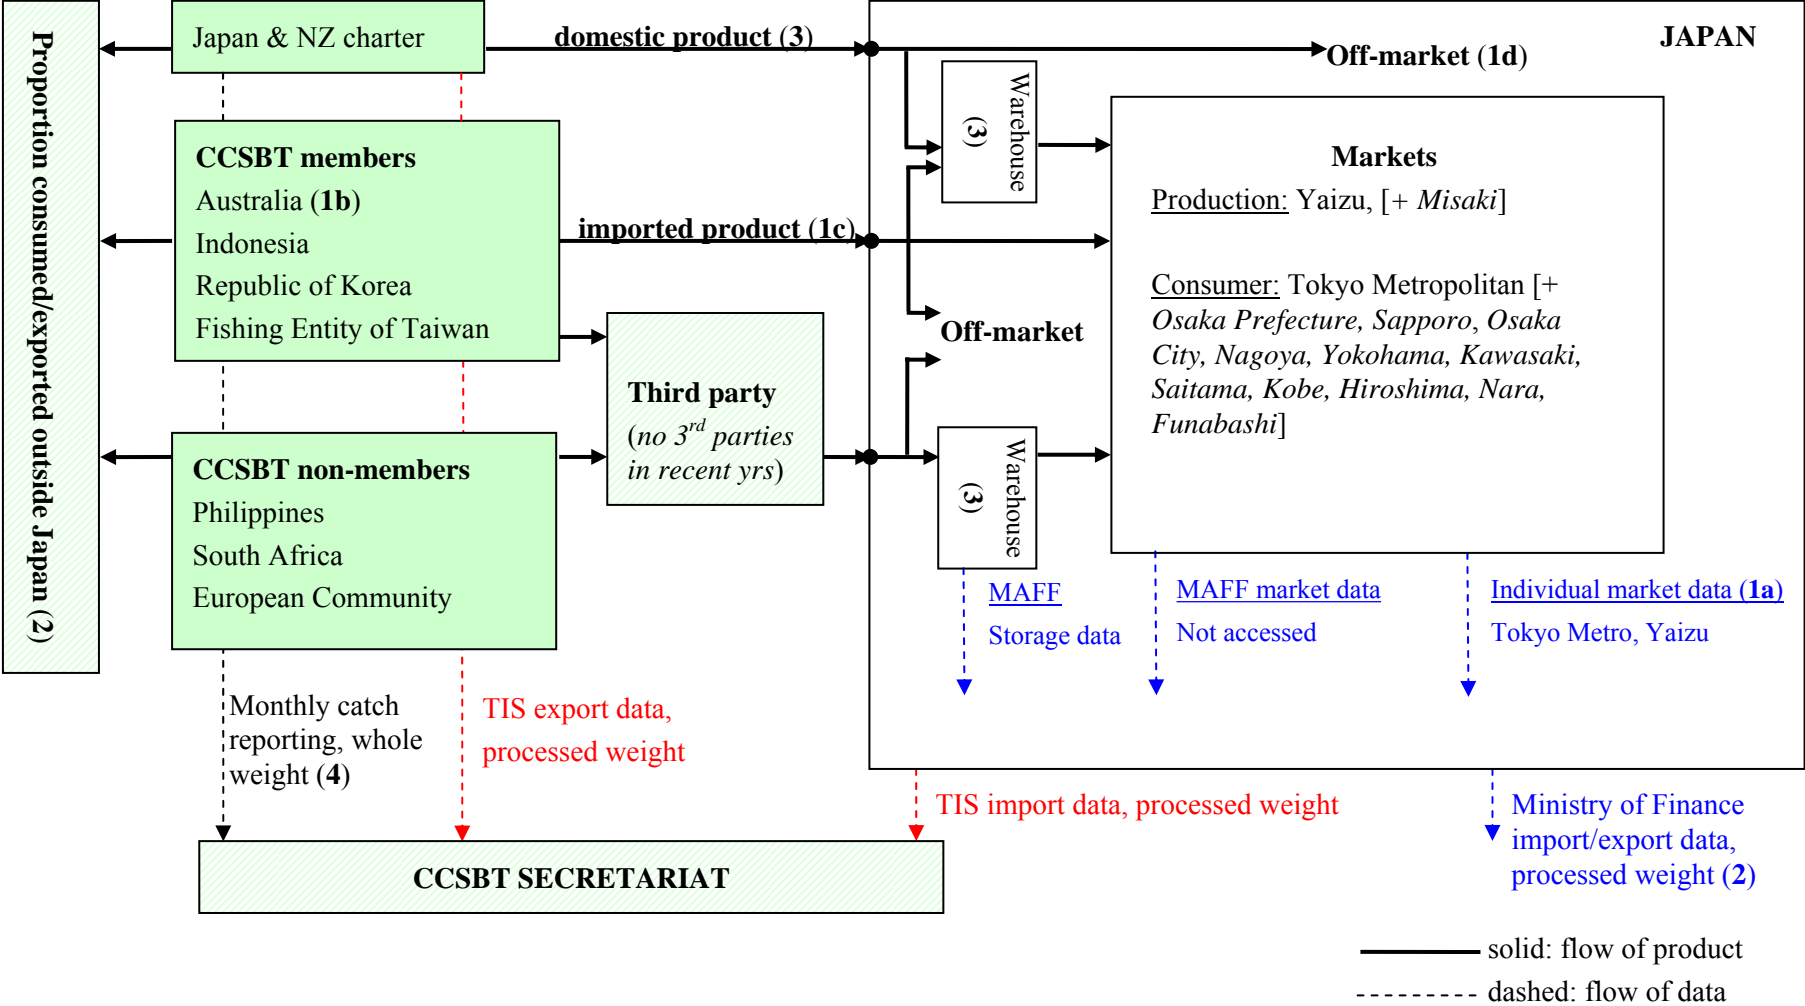 Proportion consumed/exported outside Japan (2)
Japan & NZ charter
domestic product (3)
JAPAN
Off-market (1d)
Warehouse
(3)
CCSBT members
Australia (1b)
Indonesia
Republic of Korea
Fishing Entity of Taiwan
imported product (1c)
Markets
Production: Yaizu, [+ Misaki]
Consumer: Tokyo Metropolitan [+
Osaka Prefecture, Sapporo, Osaka
City, Nagoya, Yokohama, Kawasaki,
Saitama, Kobe, Hiroshima, Nara,
Funabashi]
Off-market
Third party
(no 3rd parties
in recent yrs)
CCSBT non-members
Philippines
South Africa
European Community
Warehouse
(3)
MAFF
Storage data
MAFF market data
Not accessed
Individual market data (1a)
Tokyo Metro, Yaizu
Monthly catch
reporting, whole
weight (4)
TIS export data,
processed weight
TIS import data, processed weight
Ministry of Finance
import/export data,
processed weight (2)
CCSBT SECRETARIAT
solid: flow of product
dashed: flow of data